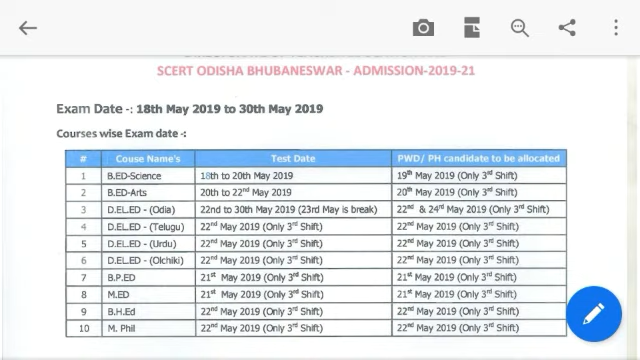 SCERT ODISHA BHUBANESWAR - ADMISSION-2019-21
Exam Date -: 18th May 2019 to 30th May 2019
Courses wise Exam date -:
# Couse Name's Test Date PWD/ PH candidate to be allocated
1 B.ED-Science 18th to 20th May 2019 19th May 2019 (Only 3rd Shift)
2 B.ED-Arts 20th to 22nd May 2019 20th May 2019 (Only 3rd Shift)
3 D.EL.ED - (Odia) 22nd to 30th May 2019 (23rd May is break) 22nd & 24rd May 2019 (Only 3rd Shift)
4 D.EL.ED - (Telugu) 22nd May 2019 (Only 3rd Shift) 22nd May 2019 (Only 3rd Shift)
5 D.EL.ED - (Urdu) 22nd May 2019 (Only 3rd Shift) 22nd May 2019 (Only 3rd Shift)
6 D.EL.ED - (Olchiki) 22nd May 2019 (Only 3rd Shift) 22nd May 2019 (Only 3rd Shift)
7 B.P.ED 21st May 2019 (Only 3rd Shift) 21st May 2019 (Only 3rd Shift)
8 M.ED 21st May 2019 (Only 3rd Shift) 21st May 2019 (Only 3rd Shift)
9 B.H.Ed 22nd May 2019 (Only 3rd Shift) 22nd May 2019 (Only 3rd Shift)
10 M. Phil 22nd May 2019 (Only 3rd Shift) 22nd May 2019 (Only 3rd Shift)